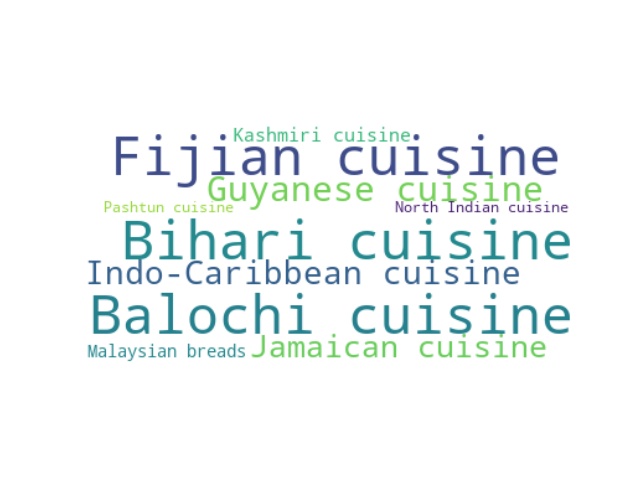 Kashmiri cuisine
Fijian cuisine
Guyanese cuisine
Pashtun cuisine
North Indian cuisine
Bihari cuisine
Indo-Caribbean cuisine
Balochi cuisine
Malaysian breads
Jamaican cuisine